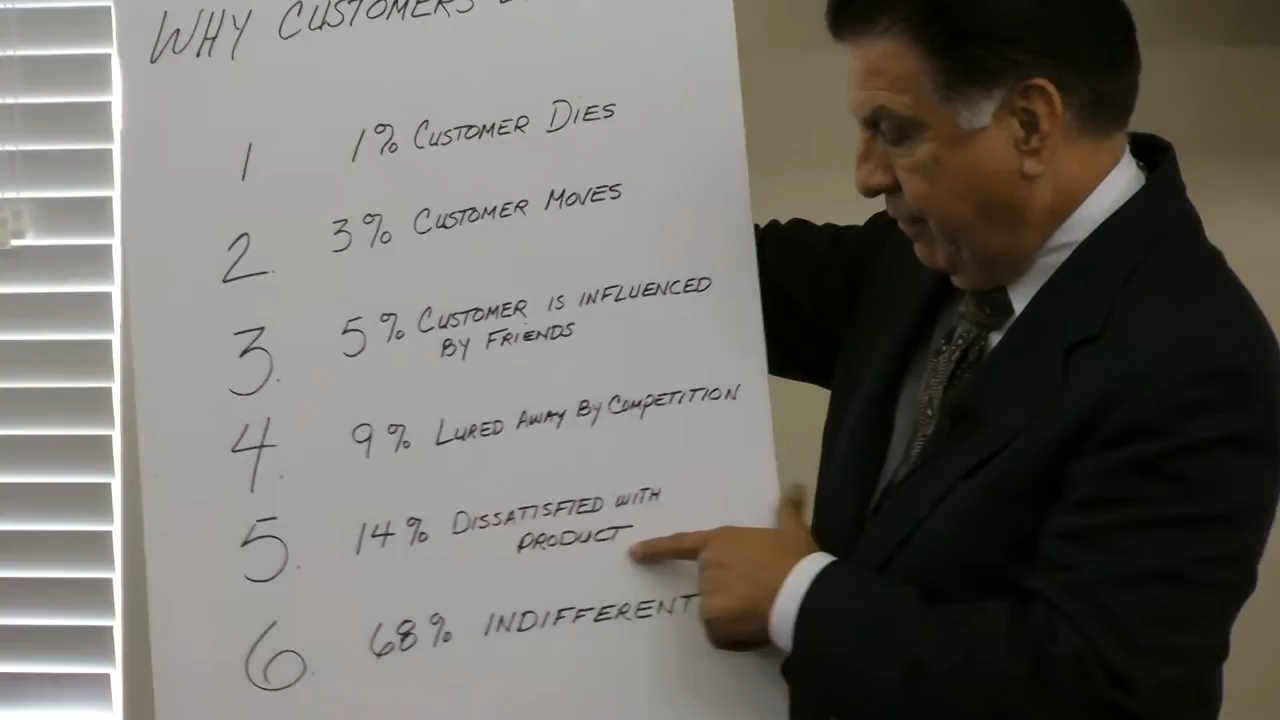 WHY CUSTOMERS
1 1% CUSTOMER DIES
2. 3% CUSTOMER MOVES
3. 5% CUSTOMER IS INFLUENCED
BY FRIENDS
4. 9% LURED AWAY BY COMPETITION
5. 14% DISSATISFIED WITH
PRODUCT
6. 68% INDIFFERENT